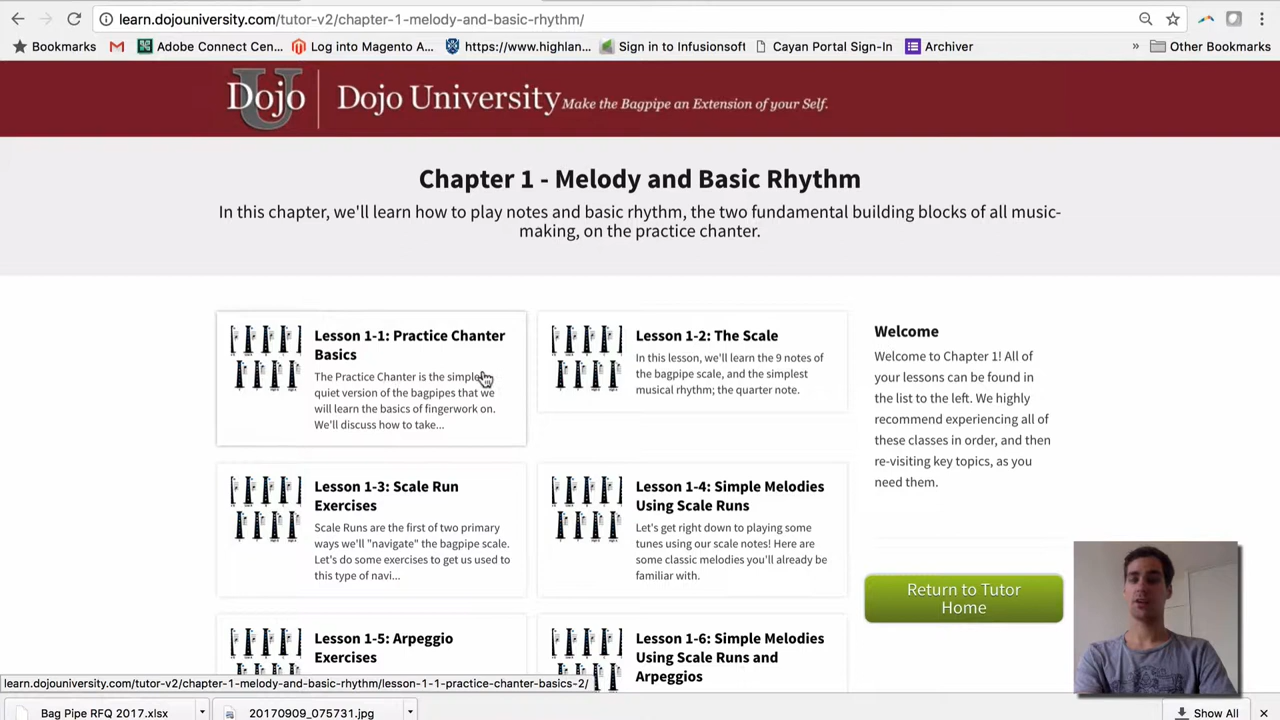 learn.dojouniversity.com/tutor-v2/chapter-1-melody-and-basic-rhythm/
Bookmarks Adobe Connect Cen... Log into Magento A... https://www.highlan... Sign in to Infusionsoft Cayan Portal Sign-In Archiver » Other Bookmarks
U Dojo Dojo University Make the Bagpipe an Extension of your Self.
Chapter 1 - Melody and Basic Rhythm
In this chapter, we'll learn how to play notes and basic rhythm, the two fundamental building blocks of all music-
making, on the practice chanter.
Lesson 1-1: Practice Chanter
Basics
The Practice Chanter is the simple,
quiet version of the bagpipes that we
will learn the basics of fingerwork on.
We'll discuss how to take...
Lesson 1-2: The Scale
In this lesson, we'll learn the 9 notes of
the bagpipe scale, and the simplest
musical rhythm; the quarter note.
Welcome
Welcome to Chapter 1! All of
your lessons can be found in
the list to the left. We highly
recommend experiencing all of
these classes in order, and then
re-visiting key topics, as you
need them.
Lesson 1-3: Scale Run
Exercises
Scale Runs are the first of two primary
ways we'll "navigate" the bagpipe scale.
Let's do some exercises to get us used to
this type of navi...
Lesson 1-4: Simple Melodies
Using Scale Runs
Let's get right down to playing some
tunes using our scale notes! Here are
some classic melodies you'll already be
familiar with.
Return to Tutor
Home
Lesson 1-5: Arpeggio
Exercises
Lesson 1-6: Simple Melodies
Using Scale Runs and
Arpeggios
learn.dojouniversity.com/tutor-v2/chapter-1-melody-and-basic-rhythm/lesson-1-1-practice-chanter-basics-2/
Bag Pipe RFQ 2017.xlsx 20170909_075731.jpg Show All